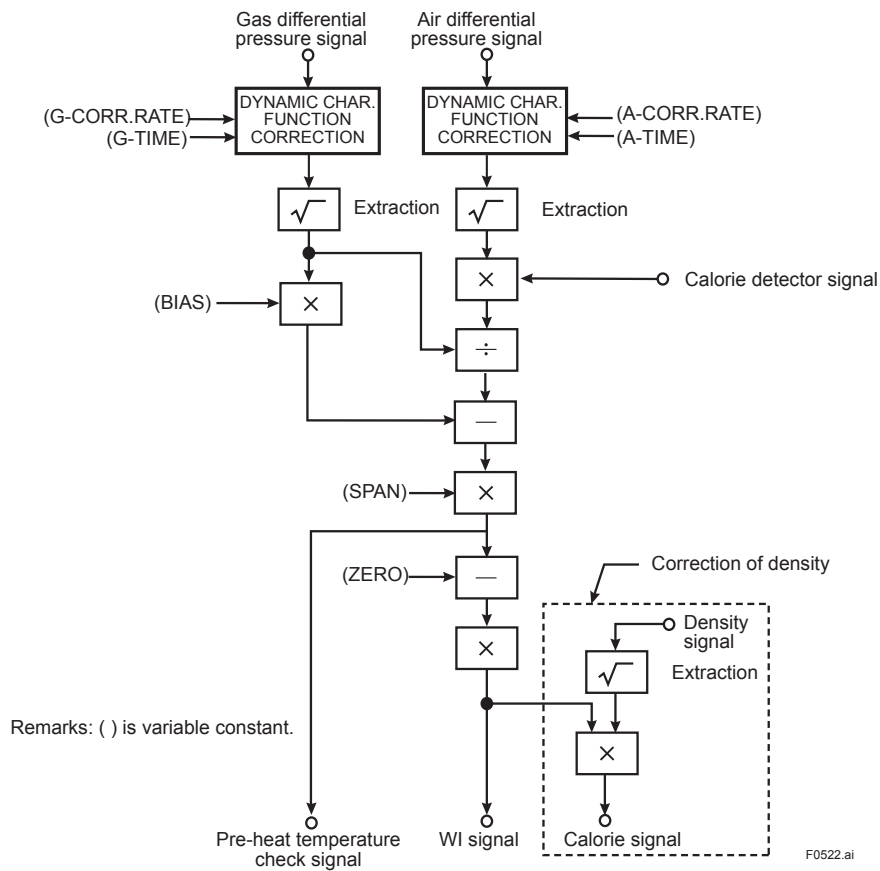 Gas differential
pressure signal
Air differential
pressure signal
DYNAMIC CHAR.
FUNCTION
CORRECTION
DYNAMIC CHAR.
FUNCTION
CORRECTION
(G-CORR.RATE)
(G-TIME)
(A-CORR.RATE)
(A-TIME)
√
Extraction
√
Extraction
(BIAS)
×
×
Calorie detector signal
÷
—
(SPAN)
×
(ZERO)
—
Correction of density
Density
signal
×
√
Extraction
Remarks: ( ) is variable constant.
×
Pre-heat temperature
check signal
WI signal
Calorie signal
F0522.ai